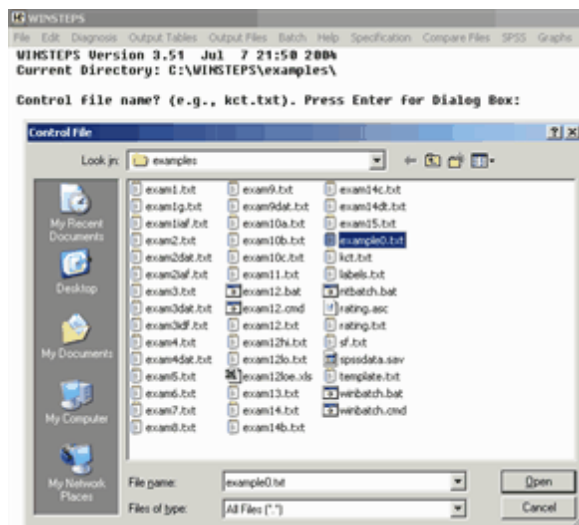 WINSTEPS
File Edit Diagnosis Output Tables Output Files Batch Help Specification Compare Files SPSS Graphs
WINSTEPS Version 3.51 Jul 7 21:50 2004
Current Directory: C:\WINSTEPS\examples\
Control file name? (e.g., kct.txt). Press Enter for Dialog Box:
Control File
Look in: examples
My Recent Documents
Desktop
My Documents
My Computer
My Network Places
exam1.txt
exam1g.txt
exam1iaf.txt
exam2.txt
exam2dat.txt
exam2iaf.txt
exam3.txt
exam3dat.txt
exam3idf.txt
exam4.txt
exam4dat.txt
exam5.txt
exam6.txt
exam7.txt
exam8.txt
exam9.txt
exam9dat.txt
exam10a.txt
exam10b.txt
exam10c.txt
exam11.txt
exam12.bat
exam12.cmd
exam12.txt
exam12hi.txt
exam12lo.txt
exam12loe.xls
exam13.txt
exam14.txt
exam14b.txt
exam14c.txt
exam14dt.txt
exam15.txt
example0.txt
kct.txt
labels.txt
ntbatch.bat
rating.asc
rating.txt
sf.txt
spssdata.sav
template.txt
winbatch.bat
winbatch.cmd
File name: example0.txt Open
Files of type: All Files (*.*) Cancel